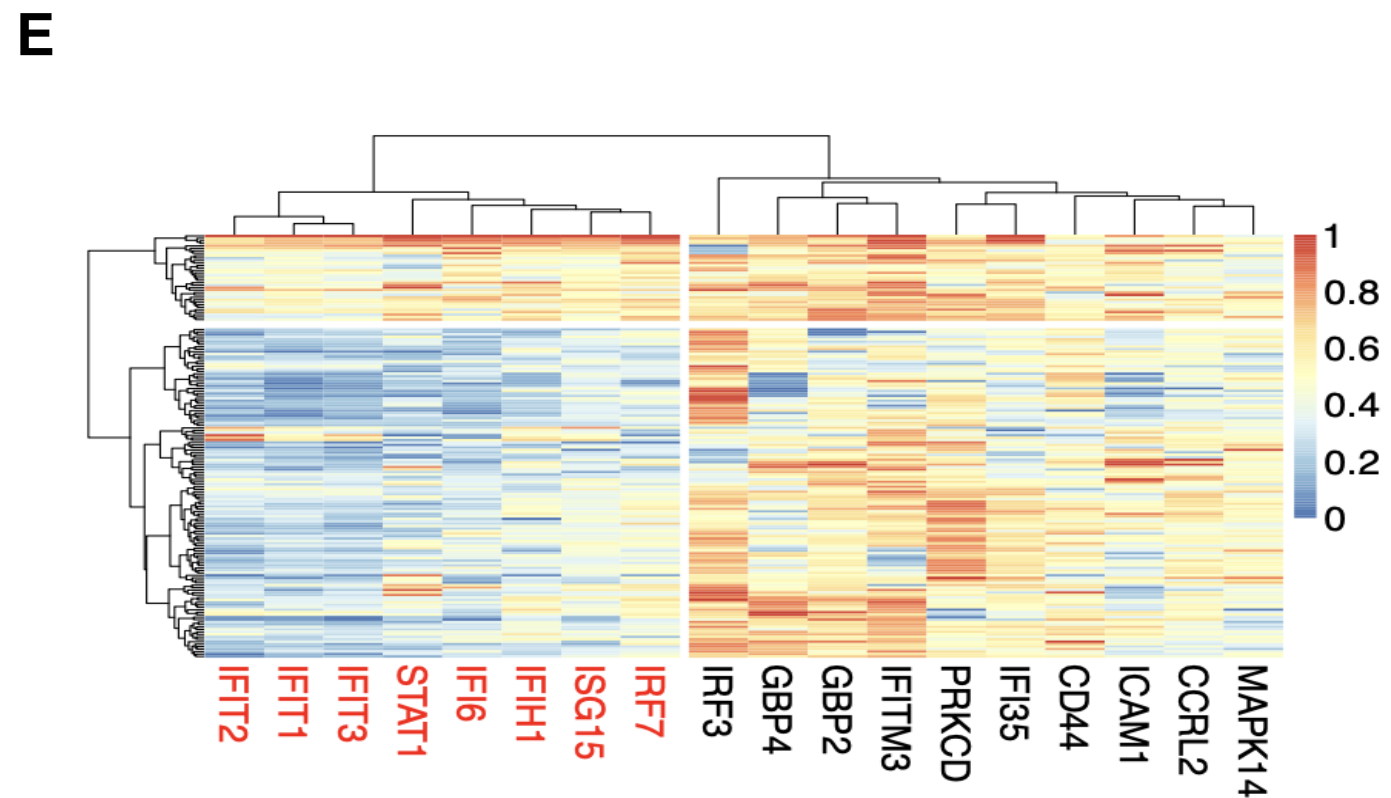 E
1
0.8
0.6
0.4
0.2
0
IFIT2
IFIT1
IFIT3
STAT1
IFI6
IFIH1
ISG15
IRF7
IRF3
GBP4
GBP2
IFITM3
PRKCD
IFI35
CD44
ICAM1
CCRL2
MAPK14